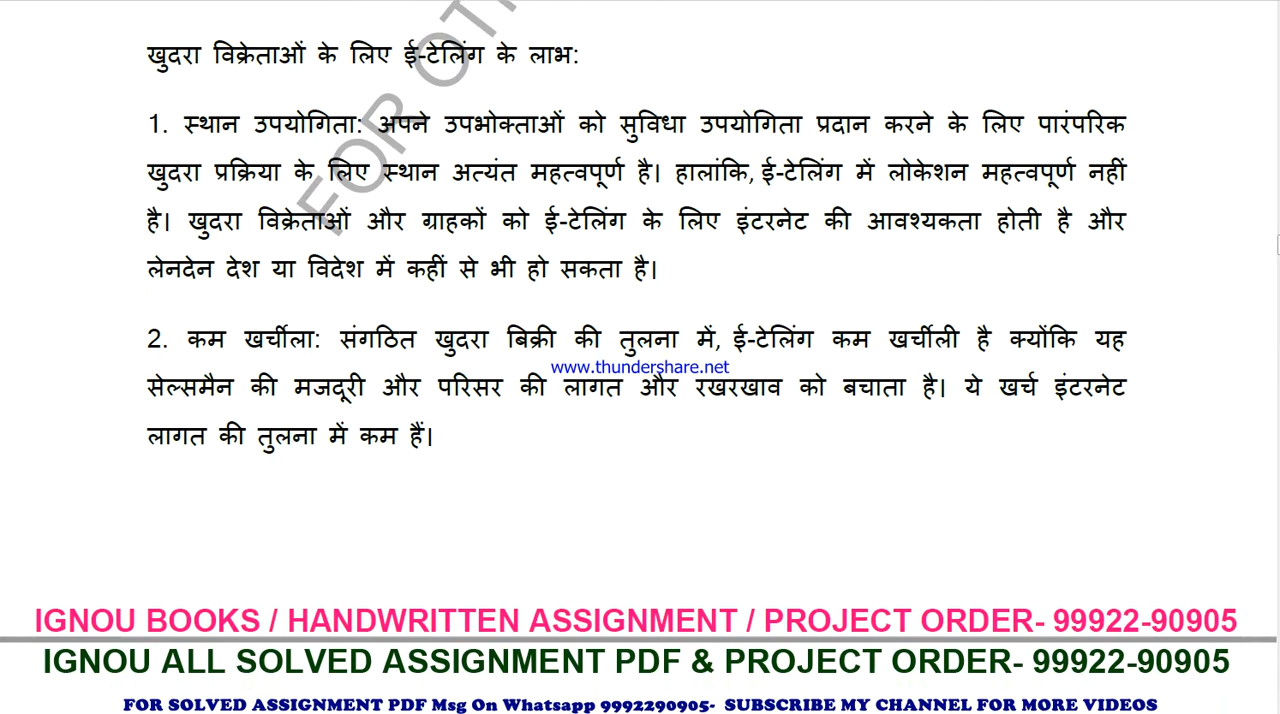 खुदरा विक्रेताओं के लिए ई-टेलिंग के लाभ:
1. स्थान उपयोगिता: अपने उपभोक्ताओं को सुविधा उपयोगिता प्रदान करने के लिए पारंपरिक
खुदरा प्रक्रिया के लिए स्थान अत्यंत महत्वपूर्ण है। हालांकि, ई-टेलिंग में लोकेशन महत्वपूर्ण नहीं
है। खुदरा विक्रेताओं और ग्राहकों को ई-टेलिंग के लिए इंटरनेट की आवश्यकता होती है और
लेनदेन देश या विदेश में कहीं से भी हो सकता है।
2. कम खर्चीला: संगठित खुदरा बिक्री की तुलना में, ई-टेलिंग कम खर्चीली है क्योंकि यह
www.thundershare.net
सेल्समैन की मजदूरी और परिसर की लागत और रखरखाव को बचाता है। ये खर्च इंटरनेट
लागत की तुलना में कम हैं।
FOR
IGNOU BOOKS / HANDWRITTEN ASSIGNMENT / PROJECT ORDER- 99922-90905
IGNOU ALL SOLVED ASSIGNMENT PDF & PROJECT ORDER- 99922-90905
FOR SOLVED ASSIGNMENT PDF Msg On Whatsapp 9992290905- SUBSCRIBE MY CHANNEL FOR MORE VIDEOS